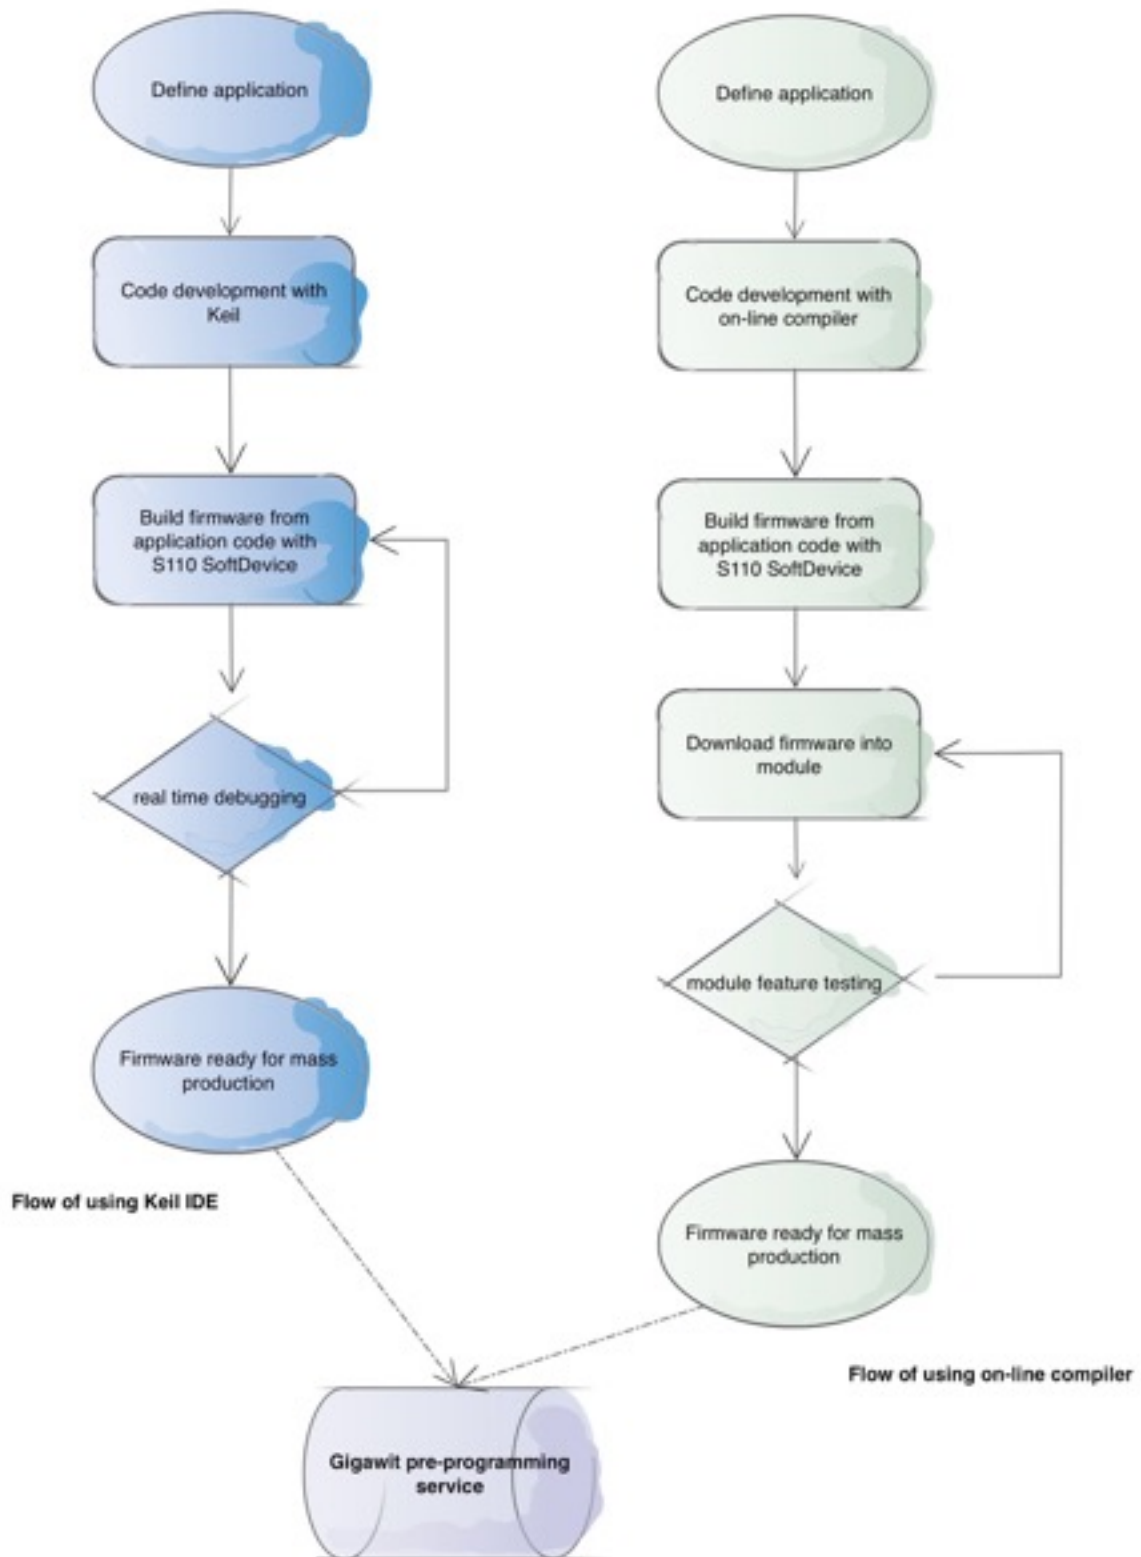 Define application
Code development with
Keil
Build firmware from
application code with
S110 SoftDevice
real time debugging
Firmware ready for mass
production
Flow of using Keil IDE
Define application
Code development with
on-line compiler
Build firmware from
application code with
S110 SoftDevice
Download firmware into
module
module feature testing
Firmware ready for mass
production
Flow of using on-line compiler
Gigawit pre-programming
service